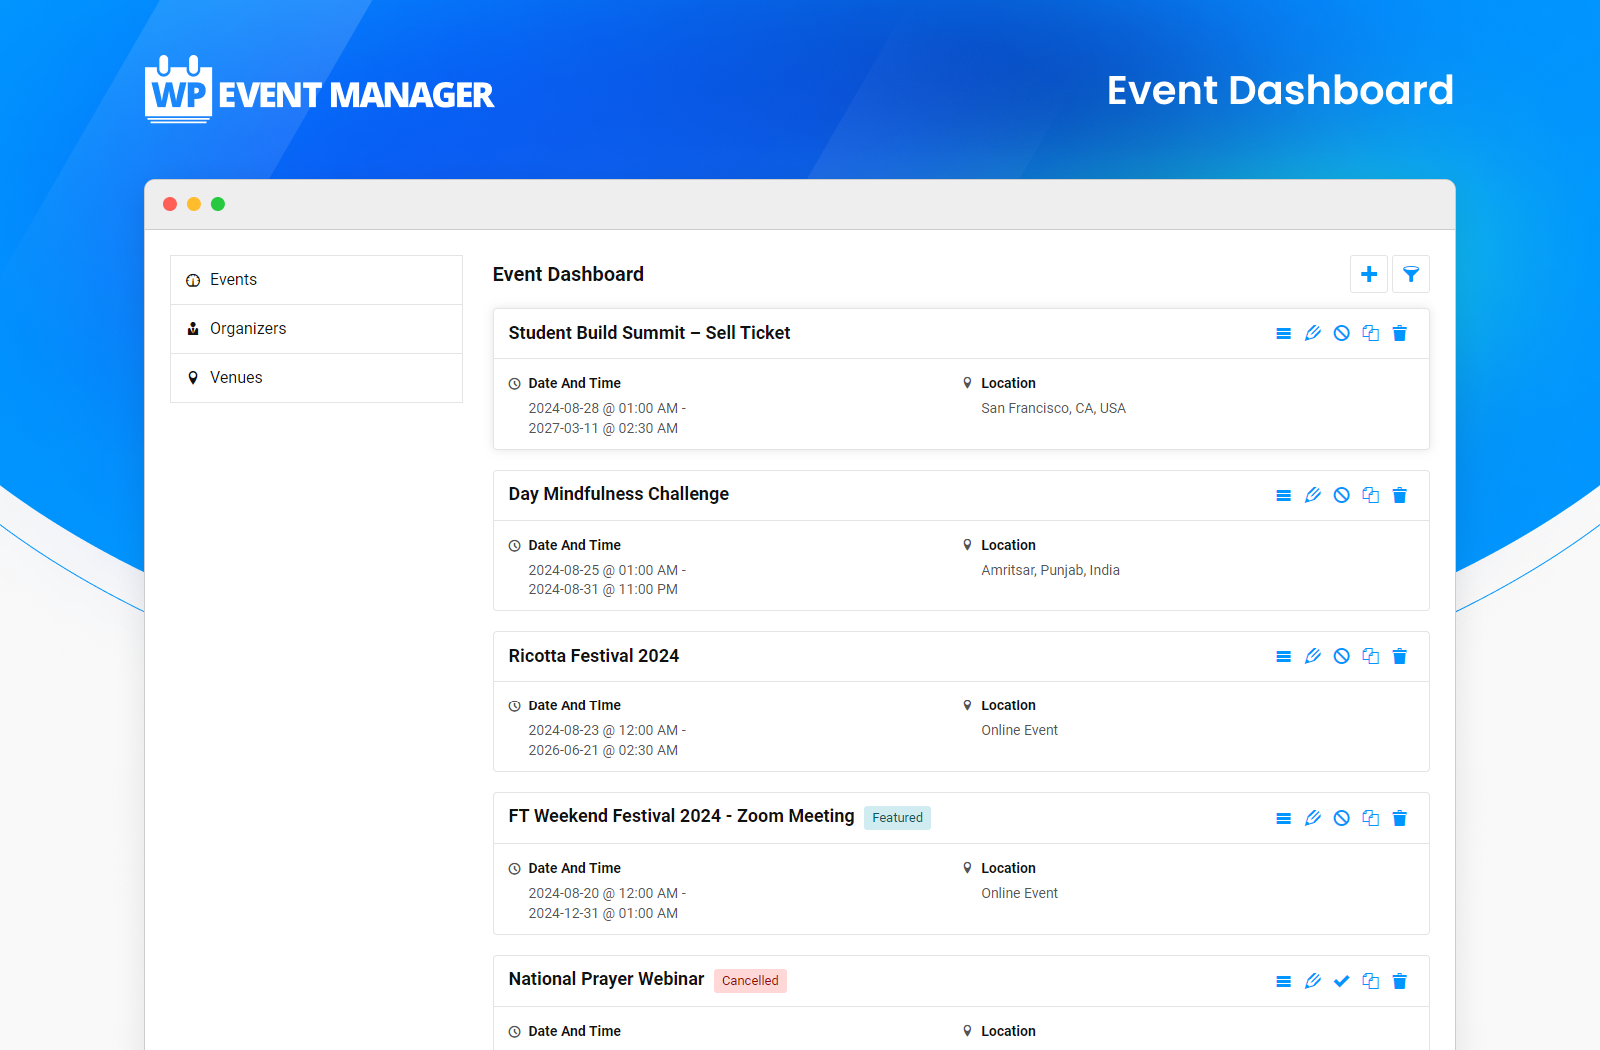 WP EVENT MANAGER
Event Dashboard
Events
Organizers
Venues
Event Dashboard
Student Build Summit – Sell Ticket
Date And Time
2024-08-28 @ 01:00 AM -
2027-03-11 @ 02:30 AM
Location
San Francisco, CA, USA
Day Mindfulness Challenge
Date And Time
2024-08-25 @ 01:00 AM -
2024-08-31 @ 11:00 PM
Location
Amritsar, Punjab, India
Ricotta Festival 2024
Date And Time
2024-08-23 @ 12:00 AM -
2026-06-21 @ 02:30 AM
Location
Online Event
FT Weekend Festival 2024 - Zoom Meeting Featured
Date And Time
2024-08-20 @ 12:00 AM -
2024-12-31 @ 01:00 AM
Location
Online Event
National Prayer Webinar Cancelled
Date And Time
Location